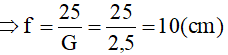 ⇒ f = 25/G = 25/2,5 = 10(cm)